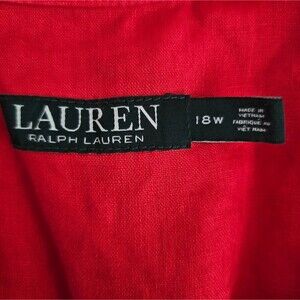 LAUREN
RALPH LAUREN
18W
MADE IN
VIETNAM
FABRIQUÉ AU
VIET NAM